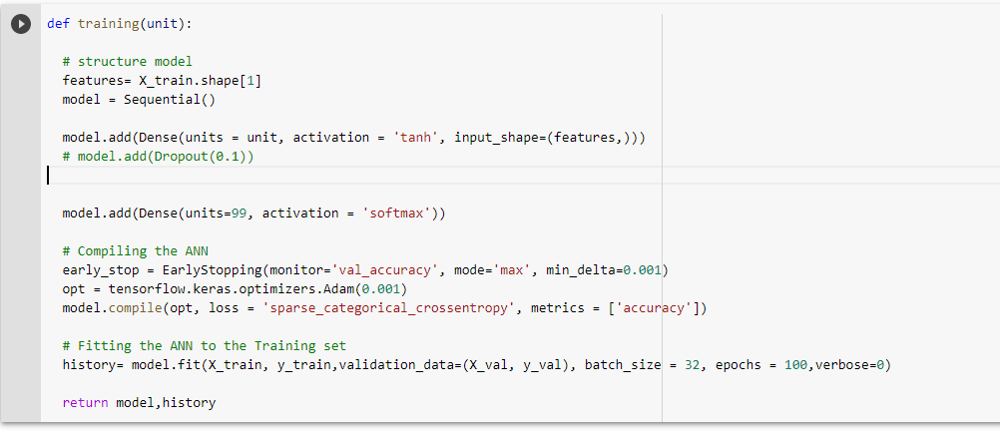 def training(unit):
# structure model
features= X_train.shape[1]
model = Sequential()
model.add(Dense(units = unit, activation = 'tanh', input_shape=(features,)))
# model.add(Dropout(0.1))
model.add(Dense(units=99, activation = 'softmax'))
# Compiling the ANN
early_stop = EarlyStopping(monitor='val_accuracy', mode='max', min_delta=0.001)
opt = tensorflow.keras.optimizers.Adam(0.001)
model.compile(opt, loss = 'sparse_categorical_crossentropy', metrics = ['accuracy'])
# Fitting the ANN to the Training set
history= model.fit(X_train, y_train,validation_data=(X_val, y_val), batch_size = 32, epochs = 100,verbose=0)
return model,history